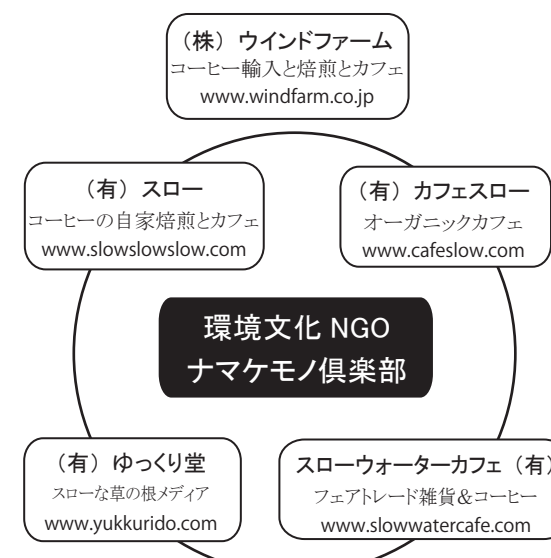 （株）ウインドファーム
コーヒー輸入と焙煎とカフェ
www.windfarm.co.jp
（有）スロー
コーヒーの自家焙煎とカフェ
www.slowslowslow.com
（有）カフェスロー
オーガニックカフェ
www.cafeslow.com
環境文化 NGO
ナマケモノ倶楽部
（有）ゆっくり堂
スローな草の根メディア
www.yukkurido.com
スローウォーターカフェ（有）
フェアトレード雑貨&コーヒー
www.slowwatercafe.com